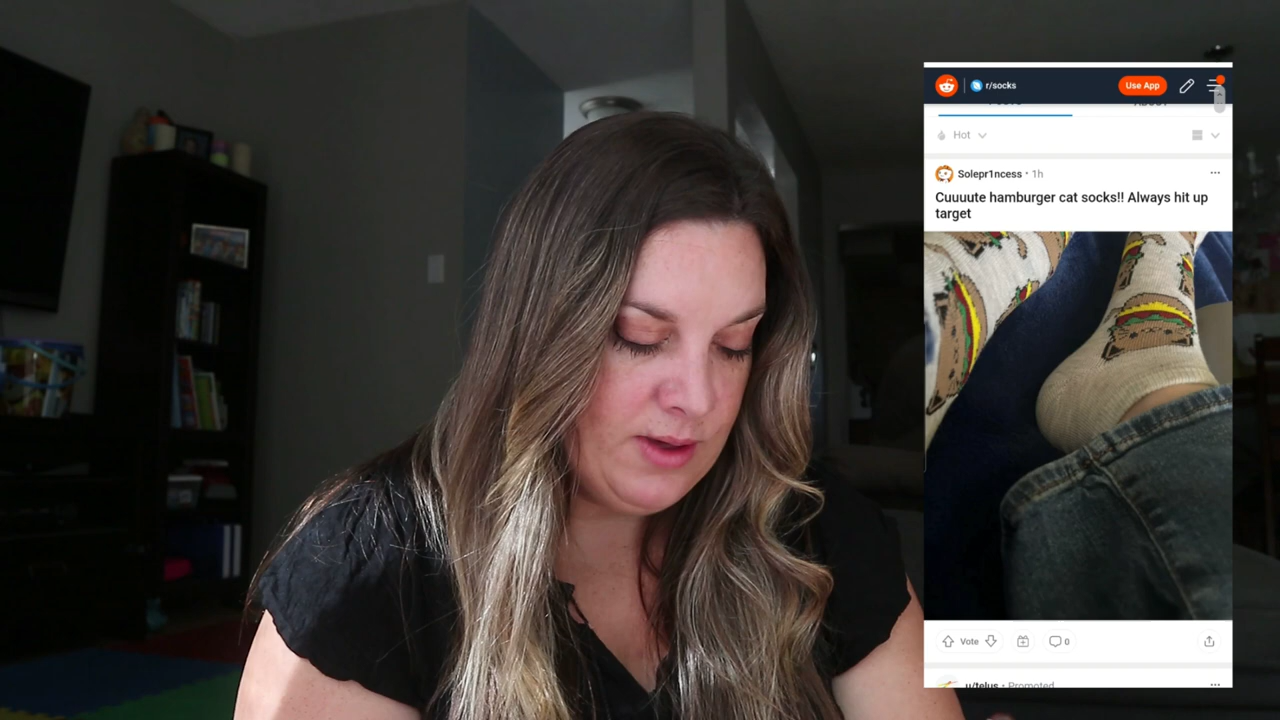 r/socks
Use App
Hot
Solepr1ncess • 1h
Cuuuute hamburger cat socks!! Always hit up
target
Vote
0
u/telus • Promoted